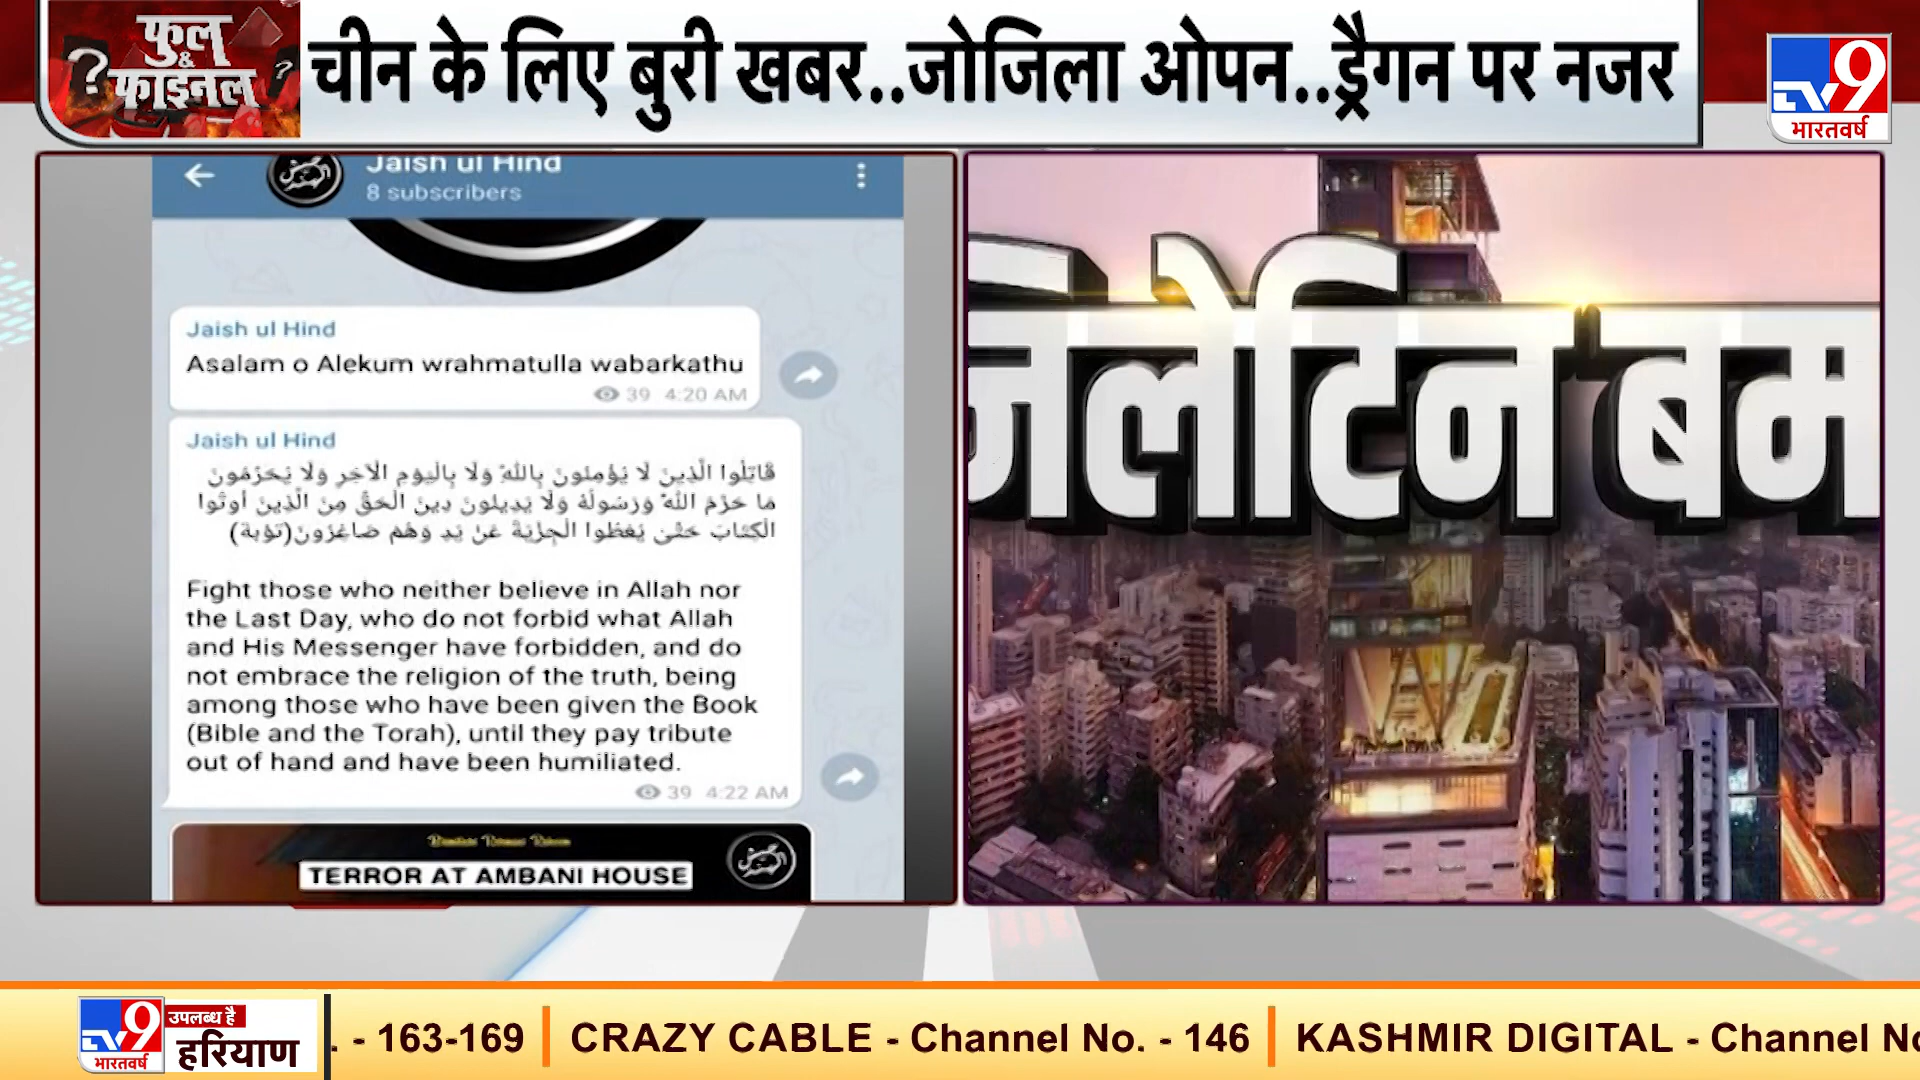 फुल
&
फाइनल
?
?
चीन के लिए बुरी खबर..जोजिला ओपन..ड्रैगन पर नजर
TV9
भारतवर्ष
Jaish ul Hind
8 subscribers
Jaish ul Hind
Asalam o Alekum wrahmatulla wabarkathu
39 4:20 AM
Jaish ul Hind
قَاتِلُوا الَّذِينَ لَا يُؤْمِنُونَ بِاللَّهِ وَلَا بِالْيَوْمِ الْآخِرِ وَلَا يُحَرِّمُونَ
مَا حَرَّمَ اللَّهُ وَرَسُولُهُ وَلَا يَدِينُونَ دِينَ الْحَقِّ مِنَ الَّذِينَ أُوتُوا
الْكِتَابَ حَتَّىٰ يُعْطُوا الْجِزْيَةَ عَنْ يَدٍ وَهُمْ صَاغِرُونَ(توبة)
Fight those who neither believe in Allah nor
the Last Day, who do not forbid what Allah
and His Messenger have forbidden, and do
not embrace the religion of the truth, being
among those who have been given the Book
(Bible and the Torah), until they pay tribute
out of hand and have been humiliated.
39 4:22 AM
TERROR AT AMBANI HOUSE
जिलेटिन बम
TV9
भारतवर्ष
उपलब्ध है
हरियाण
. - 163-169 | CRAZY CABLE - Channel No. - 146 | KASHMIR DIGITAL - Channel No